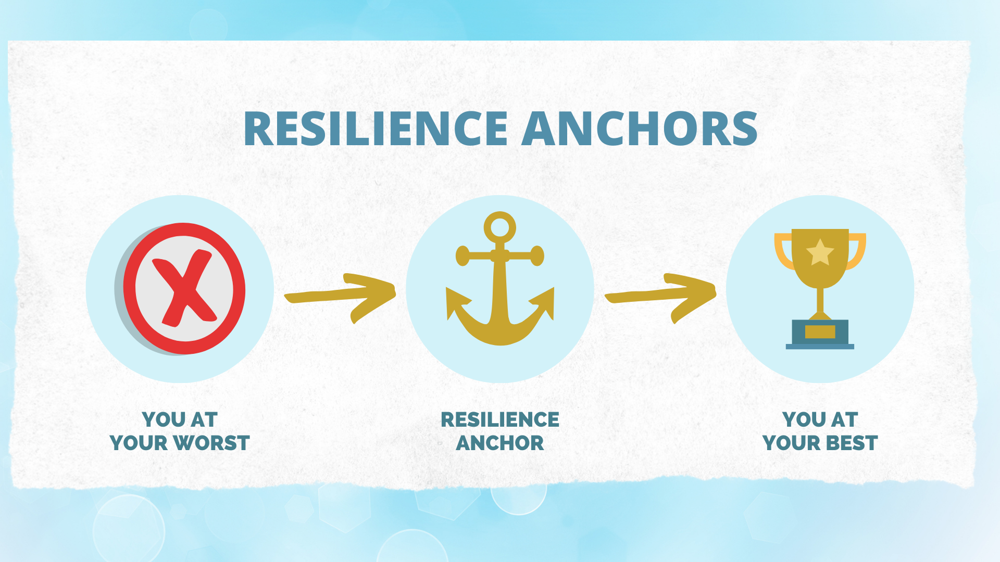 RESILIENCE ANCHORS
YOU AT
YOUR WORST
RESILIENCE
ANCHOR
YOU AT
YOUR BEST